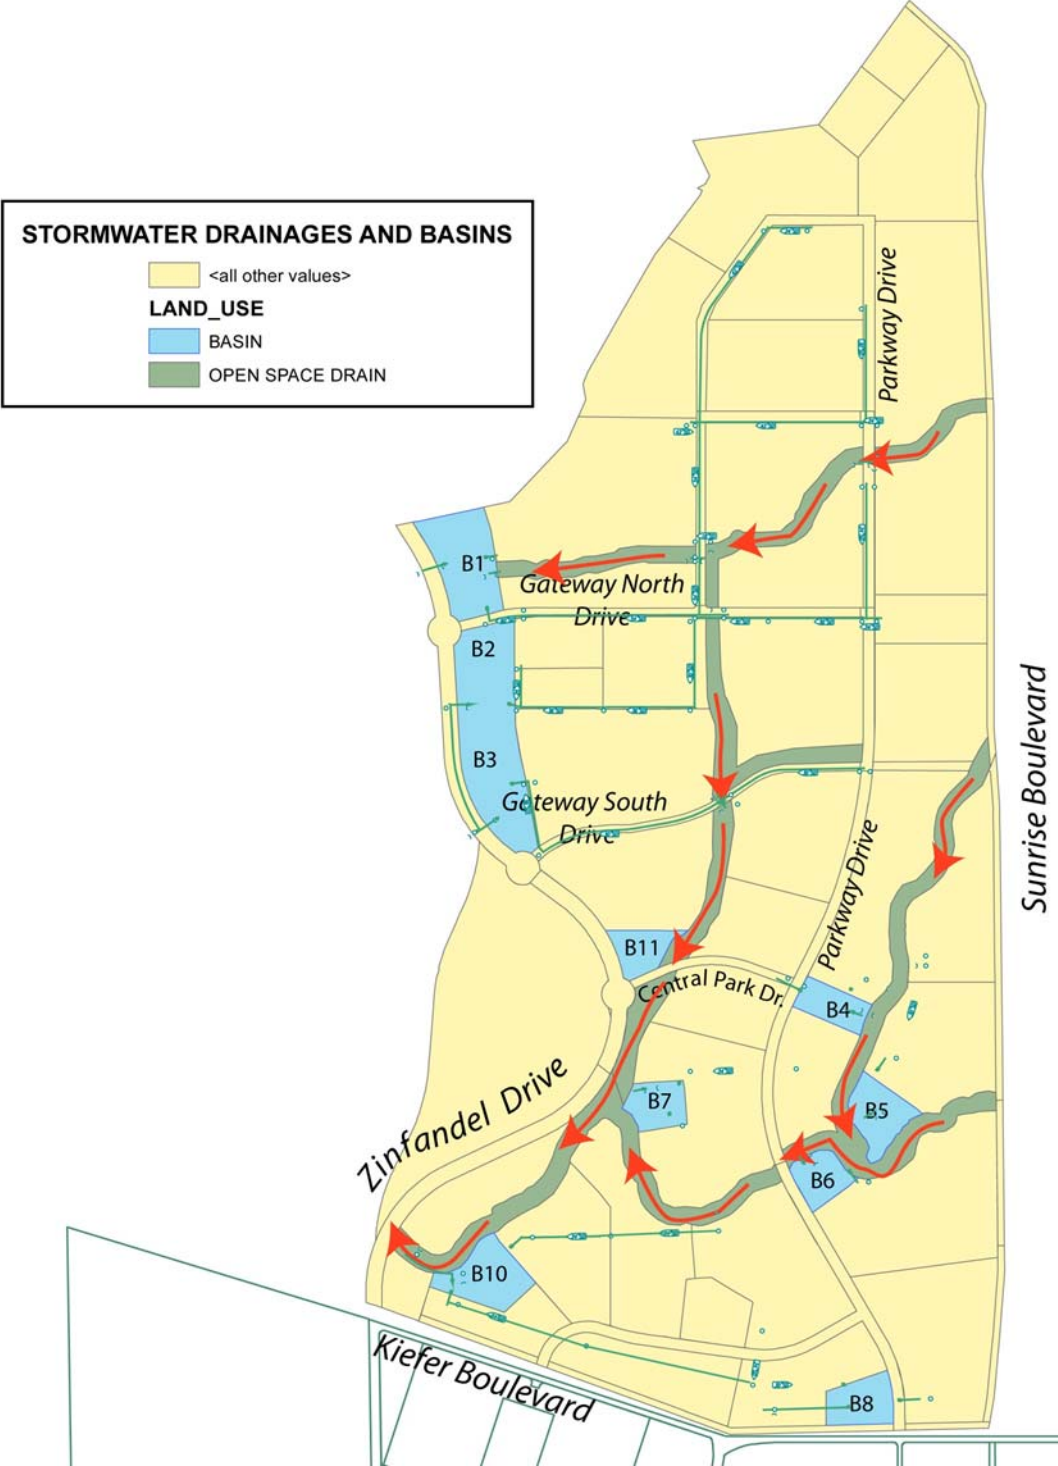 STORMWATER DRAINAGES AND BASINS
<all other values>
LAND_USE
BASIN
OPEN SPACE DRAIN
Parkway Drive
B1
Gateway North
Drive
B2
B3
Gateway South
Drive
Sunrise Boulevard
Parkway Drive
B11
Central Park Dr.
B4
B7
B5
Zinfandel Drive
B6
B10
Kiefer Boulevard
B8